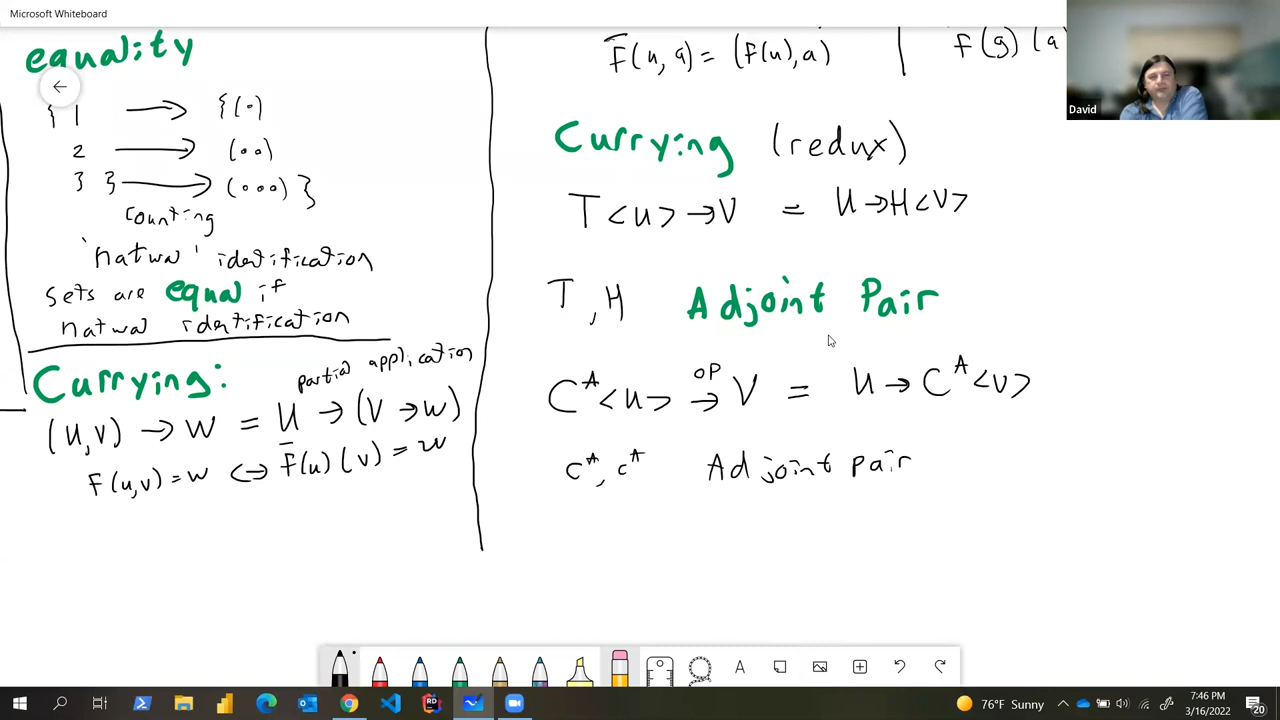 Microsoft Whiteboard
equality
{ 1 → {(•)
2 → (••)
3 } → (•••) }
counting
'natural' identification
sets are equal if
natural identification
Currying:
partial application
(U,V) → W = U → (V → W)
F(u,v) = w ⇔ F̄(u)(v) = w
F̄(u,a) = (F(u),a)
F(g)(a
Currying (redux)
T<U> → V = U → H<V>
T, H Adjoint Pair
C^A<U> →^op V = U → C^A<V>
C^A, C^A Adjoint pair
David
A
76°F Sunny
7:46 PM
3/16/2022
20